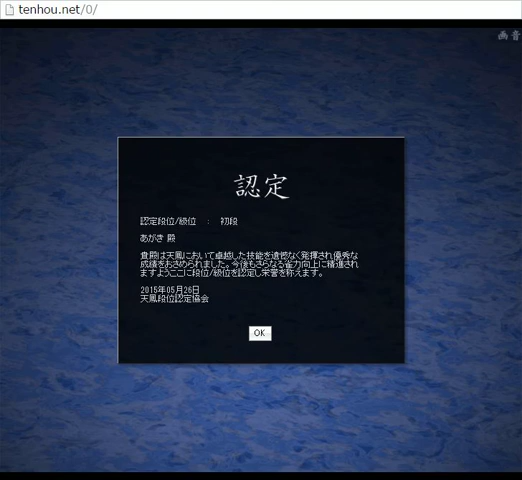 tenhou.net/0/
画 音
認定
認定段位/級位 : 初段
あがき 殿
貴殿は天鳳において卓越した技能を遺憾なく発揮され優秀な
成績をおさめられました。今後もさらなる雀力向上に精進され
ますようここに段位/級位を認定し栄誉を称えます。
2015年05月26日
天鳳段位認定協会
OK